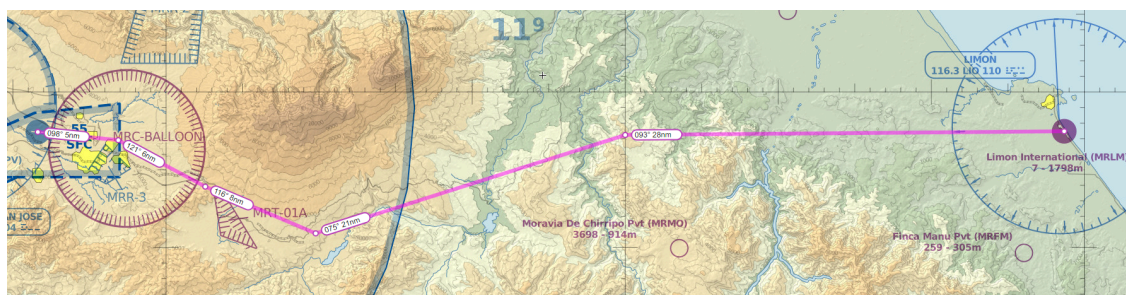 11⁹
LIMON
116.3 LIO 110
098° 5nm
55
SFC
MRC-BALLOON
121° 6nm
093° 28nm
PV)
Limon International (MRLM)
7 - 1798m
116° 8nm
MRR-3
MRT-01A
AN JOSE
075° 21nm
Moravia De Chirripo Pvt (MRMO)
3698 - 914m
Finca Manu Pvt (MRFM)
259 - 305m